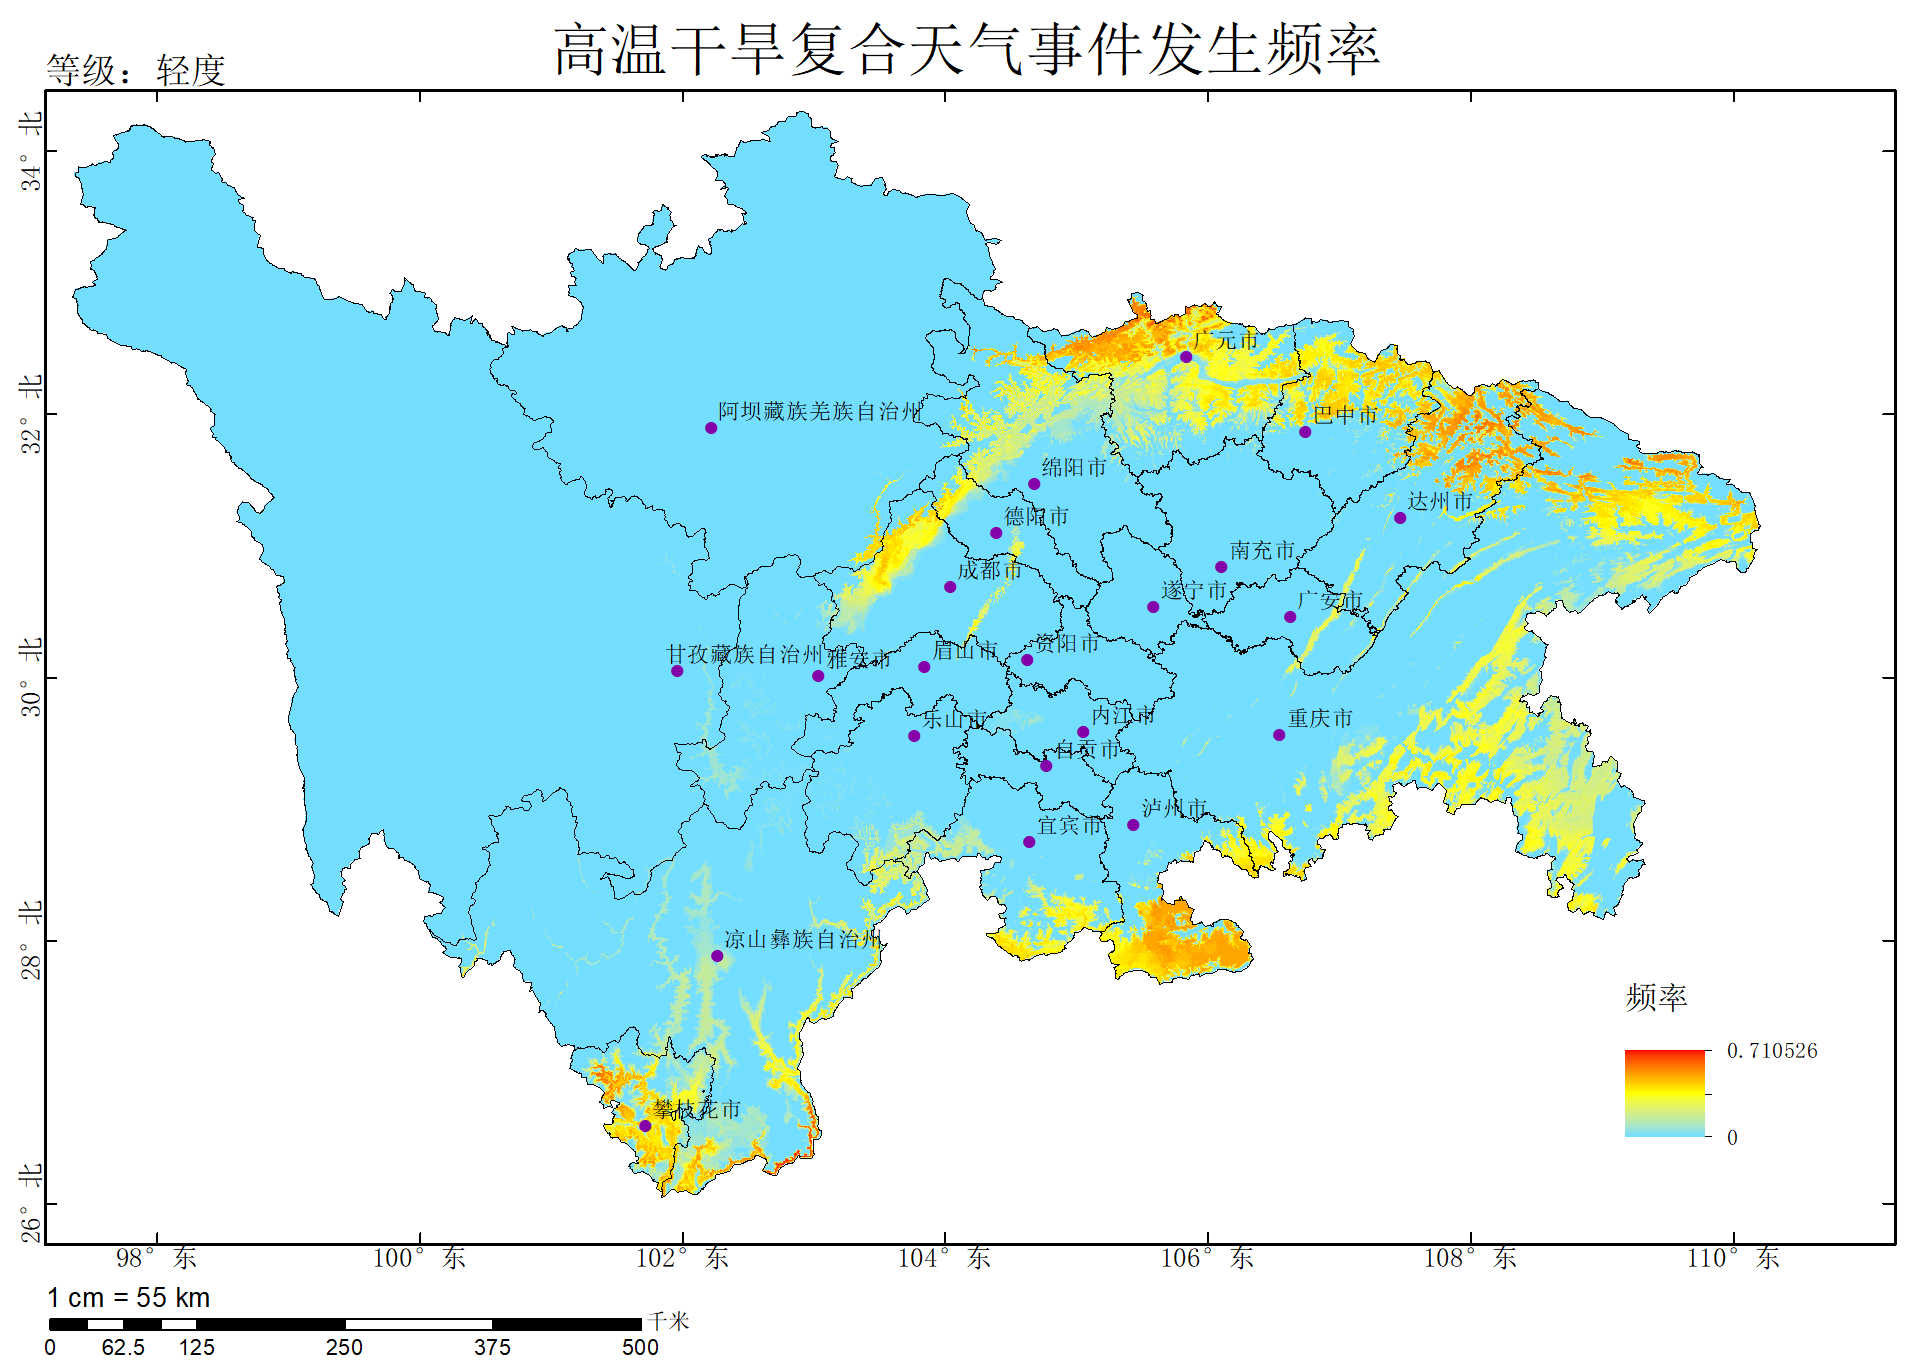 高温干旱复合天气事件发生频率
等级：轻度
34° 北
32° 北
30° 北
28° 北
26° 北
广元市
阿坝藏族羌族自治州
巴中市
绵阳市
达州市
德阳市
南充市
成都市
遂宁市
广安市
资阳市
眉山市
甘孜藏族自治州
雅安市
乐山市
内江市
重庆市
自贡市
泸州市
宜宾市
凉山彝族自治州
攀枝花市
频率
0.710526
0
98° 东
100° 东
102° 东
104° 东
106° 东
108° 东
110° 东
1 cm = 55 km
千米
0 62.5 125 250 375 500